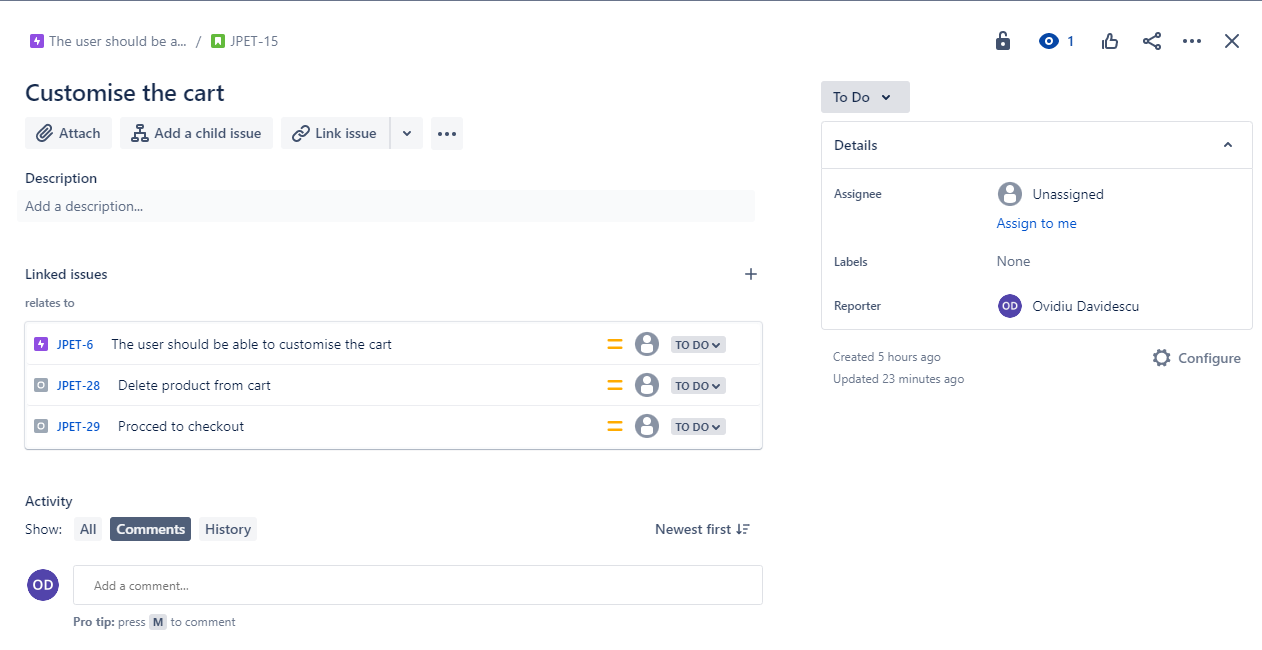 The user should be a... / JPET-15
1
Customise the cart
Attach
Add a child issue
Link issue
Description
Add a description...
Linked issues
relates to
JPET-6 The user should be able to customise the cart TO DO
JPET-28 Delete product from cart TO DO
JPET-29 Procced to checkout TO DO
Activity
Show: All Comments History Newest first
OD Add a comment...
Pro tip: press M to comment
To Do
Details
Assignee Unassigned
Assign to me
Labels None
Reporter OD Ovidiu Davidescu
Created 5 hours ago
Updated 23 minutes ago
Configure